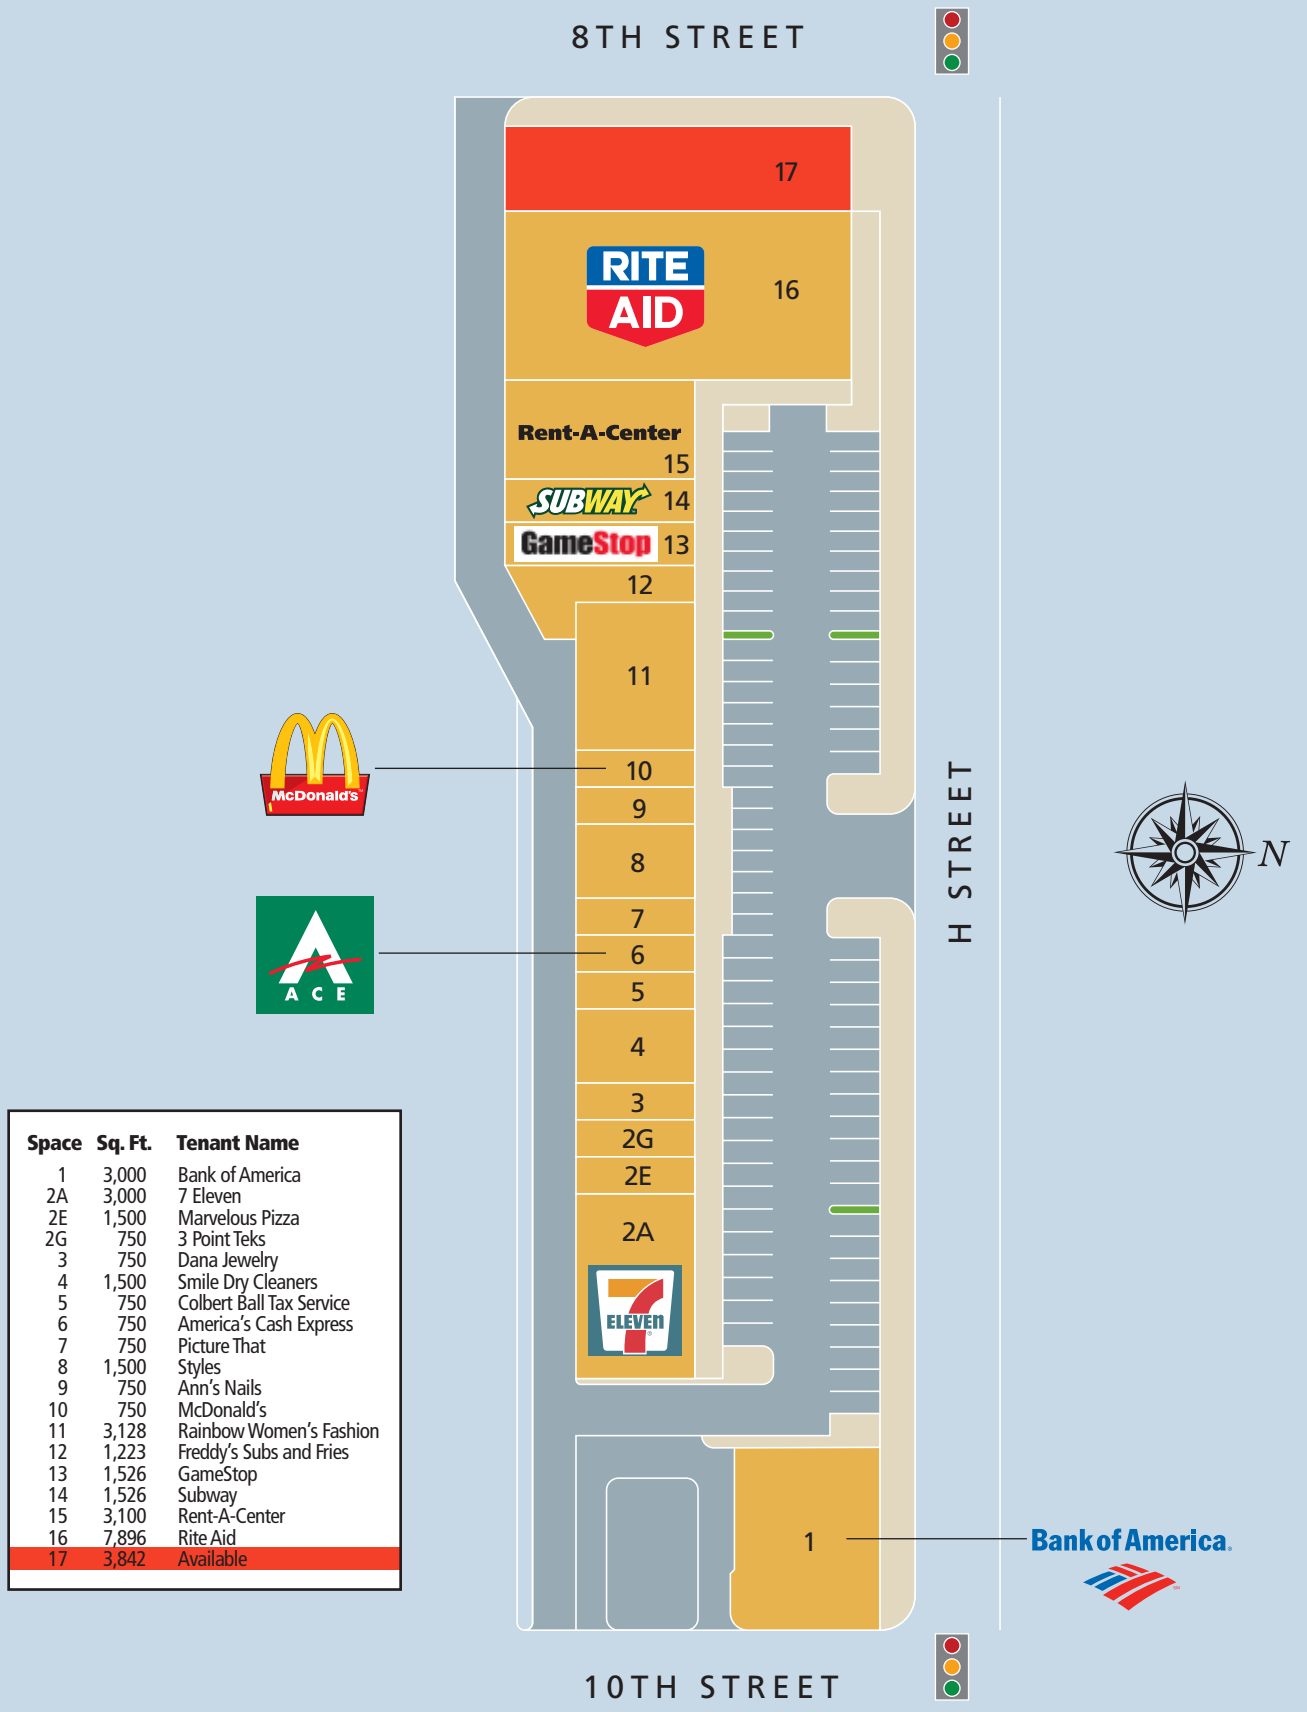 8TH STREET
17
RITE
AID
16
Rent-A-Center
15
SUBWAY
14
GameStop
13
12
11
McDonald's
10
9
8
7
6
ACE
5
4
3
2G
2E
2A
7
ELEVEN
H STREET
N
Space Sq. Ft. Tenant Name
1 3,000 Bank of America
2A 3,000 7 Eleven
2E 1,500 Marvelous Pizza
2G 750 3 Point Teks
3 750 Dana Jewelry
4 1,500 Smile Dry Cleaners
5 750 Colbert Ball Tax Service
6 750 America's Cash Express
7 750 Picture That
8 1,500 Styles
9 750 Ann's Nails
10 750 McDonald's
11 3,128 Rainbow Women's Fashion
12 1,223 Freddy's Subs and Fries
13 1,526 GameStop
14 1,526 Subway
15 3,100 Rent-A-Center
16 7,896 Rite Aid
17 3,842 Available
1
Bank of America
10TH STREET